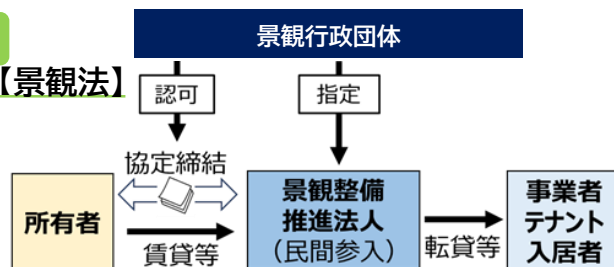 景観行政団体
【景観法】
認可
指定
協定締結
所有者
賃貸等
景観整備
推進法人
（民間参入）
転貸等
事業者
テナント
入居者